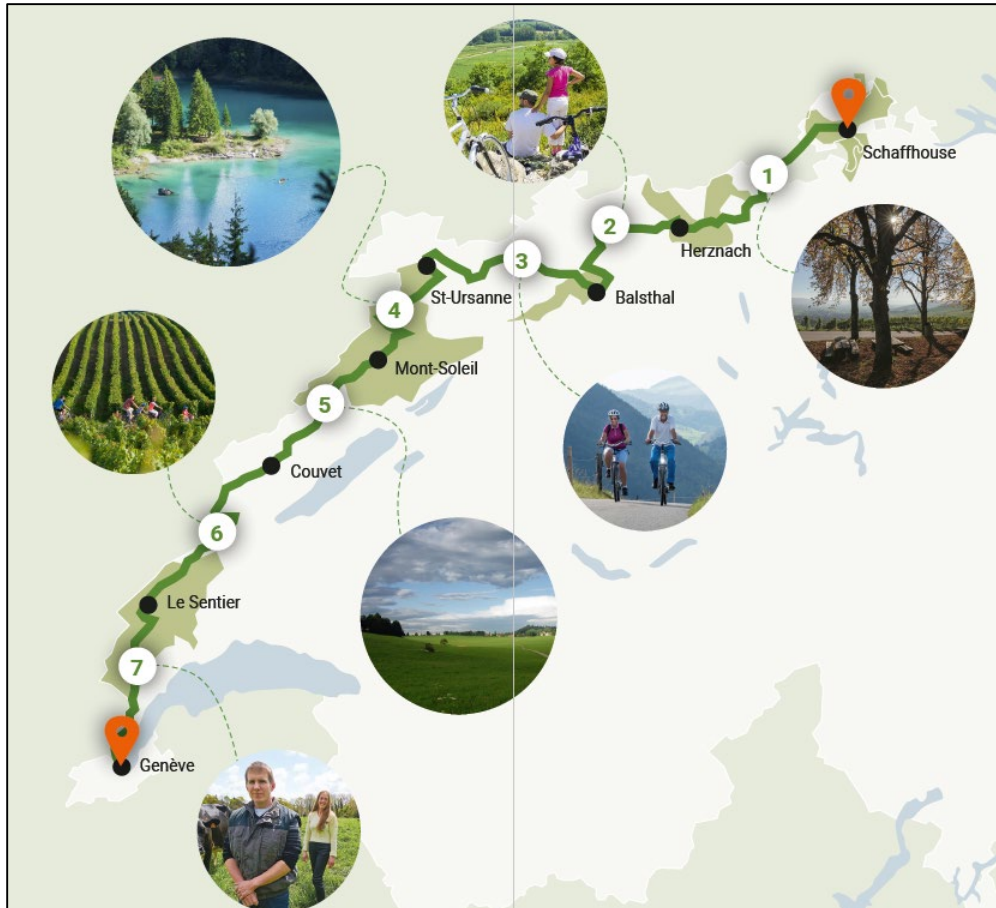 Schaffhouse
1
2
Herznach
3
St-Ursanne
Balsthal
4
Mont-Soleil
5
Couvet
6
Le Sentier
7
Genève